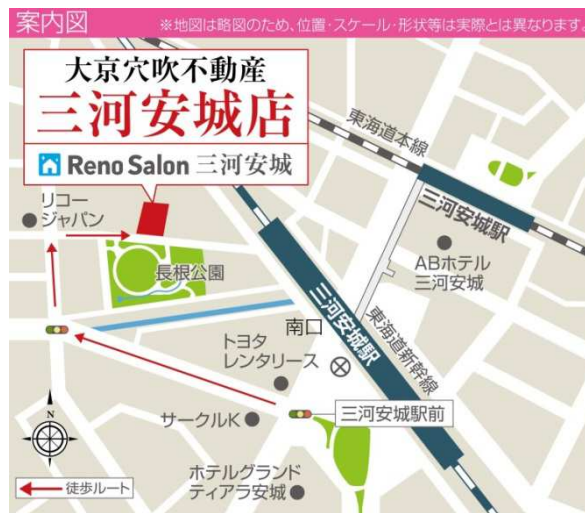 案内図
※地図は略図のため、位置・スケール・形状等は実際とは異なります。
大京穴吹不動産
三河安城店
Reno Salon 三河安城
東海道本線
三河安城駅
リコー
ジャパン
長根公園
ABホテル
三河安城
三河安城駅
東海道新幹線
南口
トヨタ
レンタリース
サークルK
三河安城駅前
N
ホテルグランド
ティアラ安城
徒歩ルート